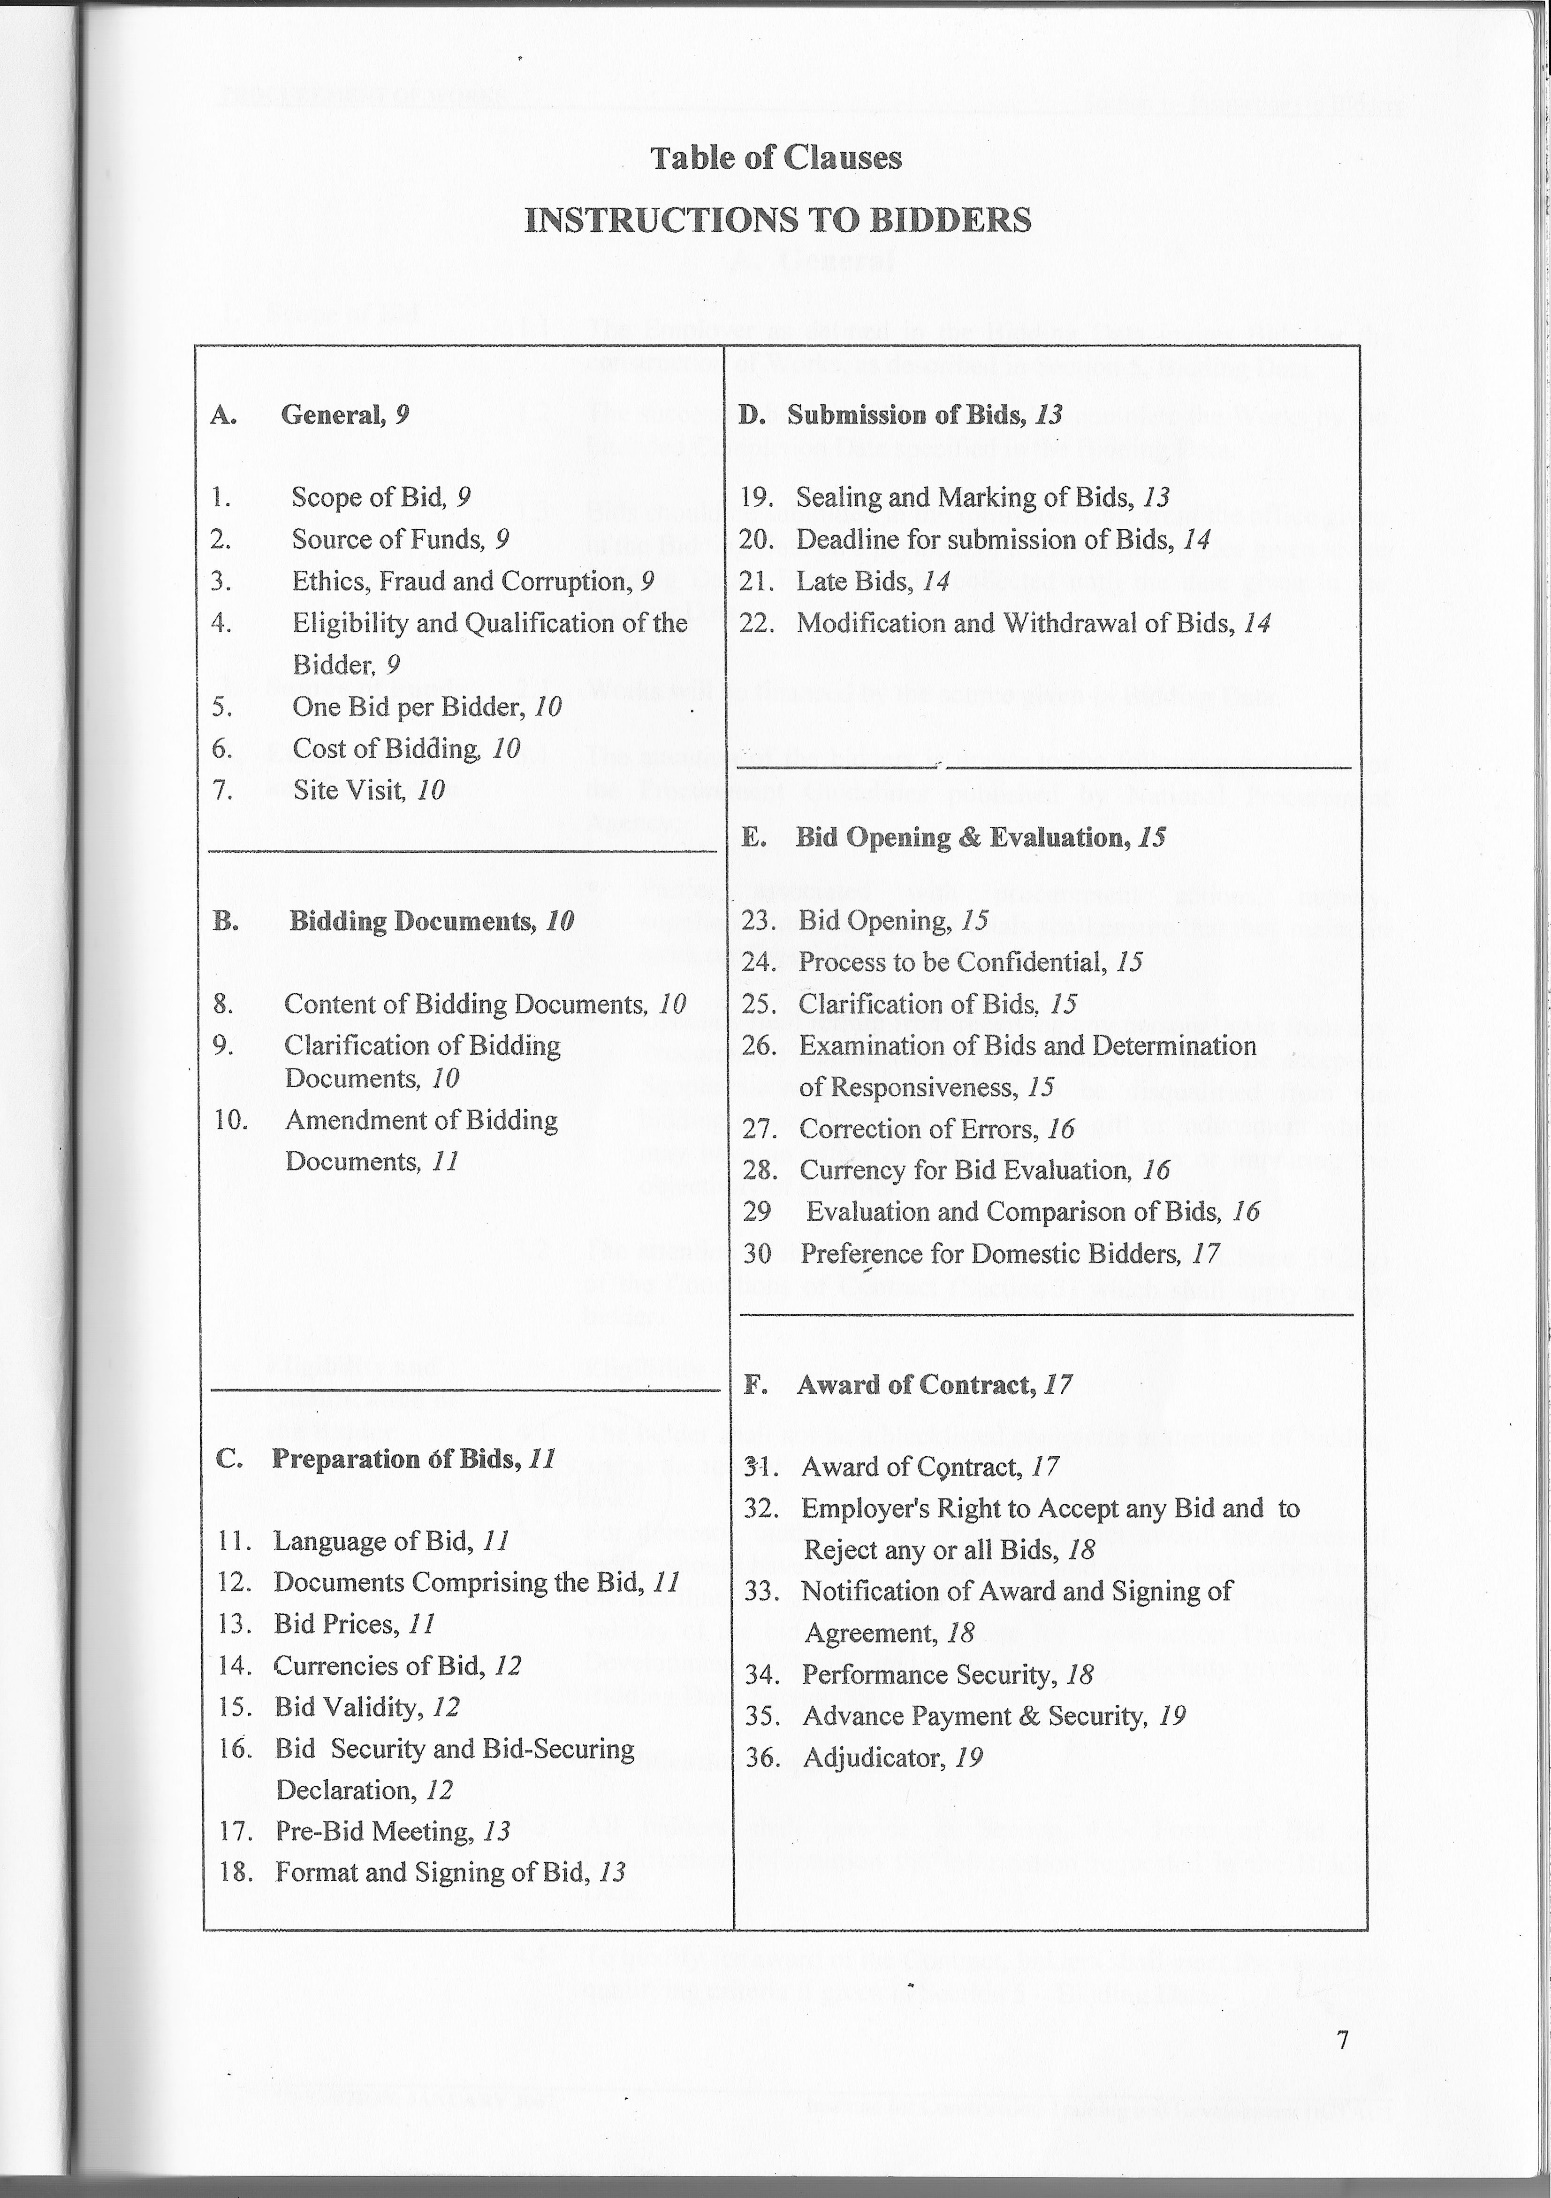 Table of Clauses
INSTRUCTIONS TO BIDDERS
A. General, 9
1. Scope of Bid, 9
2. Source of Funds, 9
3. Ethics, Fraud and Corruption, 9
4. Eligibility and Qualification of the
Bidder, 9
5. One Bid per Bidder, 10
6. Cost of Bidding, 10
7. Site Visit, 10
B. Bidding Documents, 10
8. Content of Bidding Documents, 10
9. Clarification of Bidding
Documents, 10
10. Amendment of Bidding
Documents, 11
C. Preparation of Bids, 11
11. Language of Bid, 11
12. Documents Comprising the Bid, 11
13. Bid Prices, 11
14. Currencies of Bid, 12
15. Bid Validity, 12
16. Bid Security and Bid-Securing
Declaration, 12
17. Pre-Bid Meeting, 13
18. Format and Signing of Bid, 13
D. Submission of Bids, 13
19. Sealing and Marking of Bids, 13
20. Deadline for submission of Bids, 14
21. Late Bids, 14
22. Modification and Withdrawal of Bids, 14
E. Bid Opening & Evaluation, 15
23. Bid Opening, 15
24. Process to be Confidential, 15
25. Clarification of Bids, 15
26. Examination of Bids and Determination
of Responsiveness, 15
27. Correction of Errors, 16
28. Currency for Bid Evaluation, 16
29 Evaluation and Comparison of Bids, 16
30 Preference for Domestic Bidders, 17
F. Award of Contract, 17
31. Award of Contract, 17
32. Employer's Right to Accept any Bid and to
Reject any or all Bids, 18
33. Notification of Award and Signing of
Agreement, 18
34. Performance Security, 18
35. Advance Payment & Security, 19
36. Adjudicator, 19
7